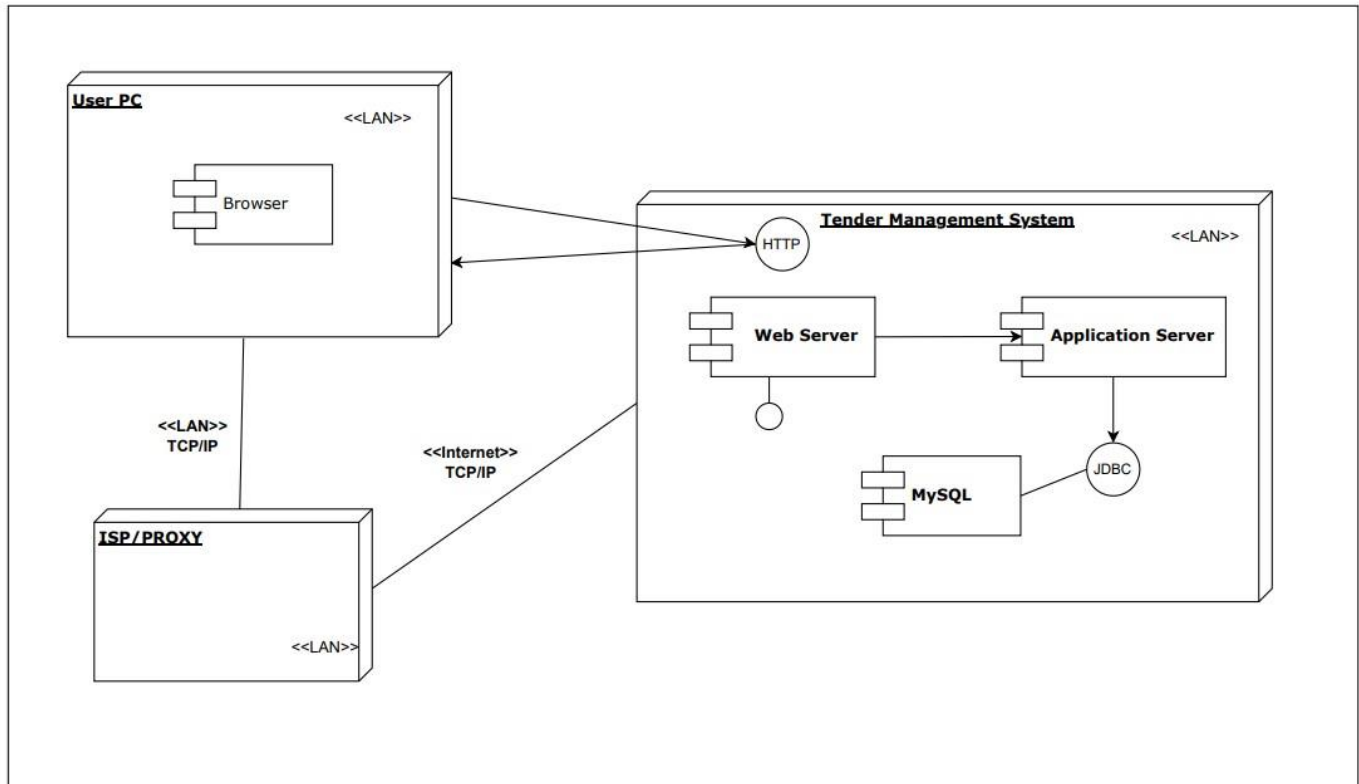 User PC
<<LAN>>
Browser
Tender Management System
<<LAN>>
HTTP
Web Server
Application Server
<<LAN>>
TCP/IP
<<Internet>>
TCP/IP
JDBC
MySQL
ISP/PROXY
<<LAN>>